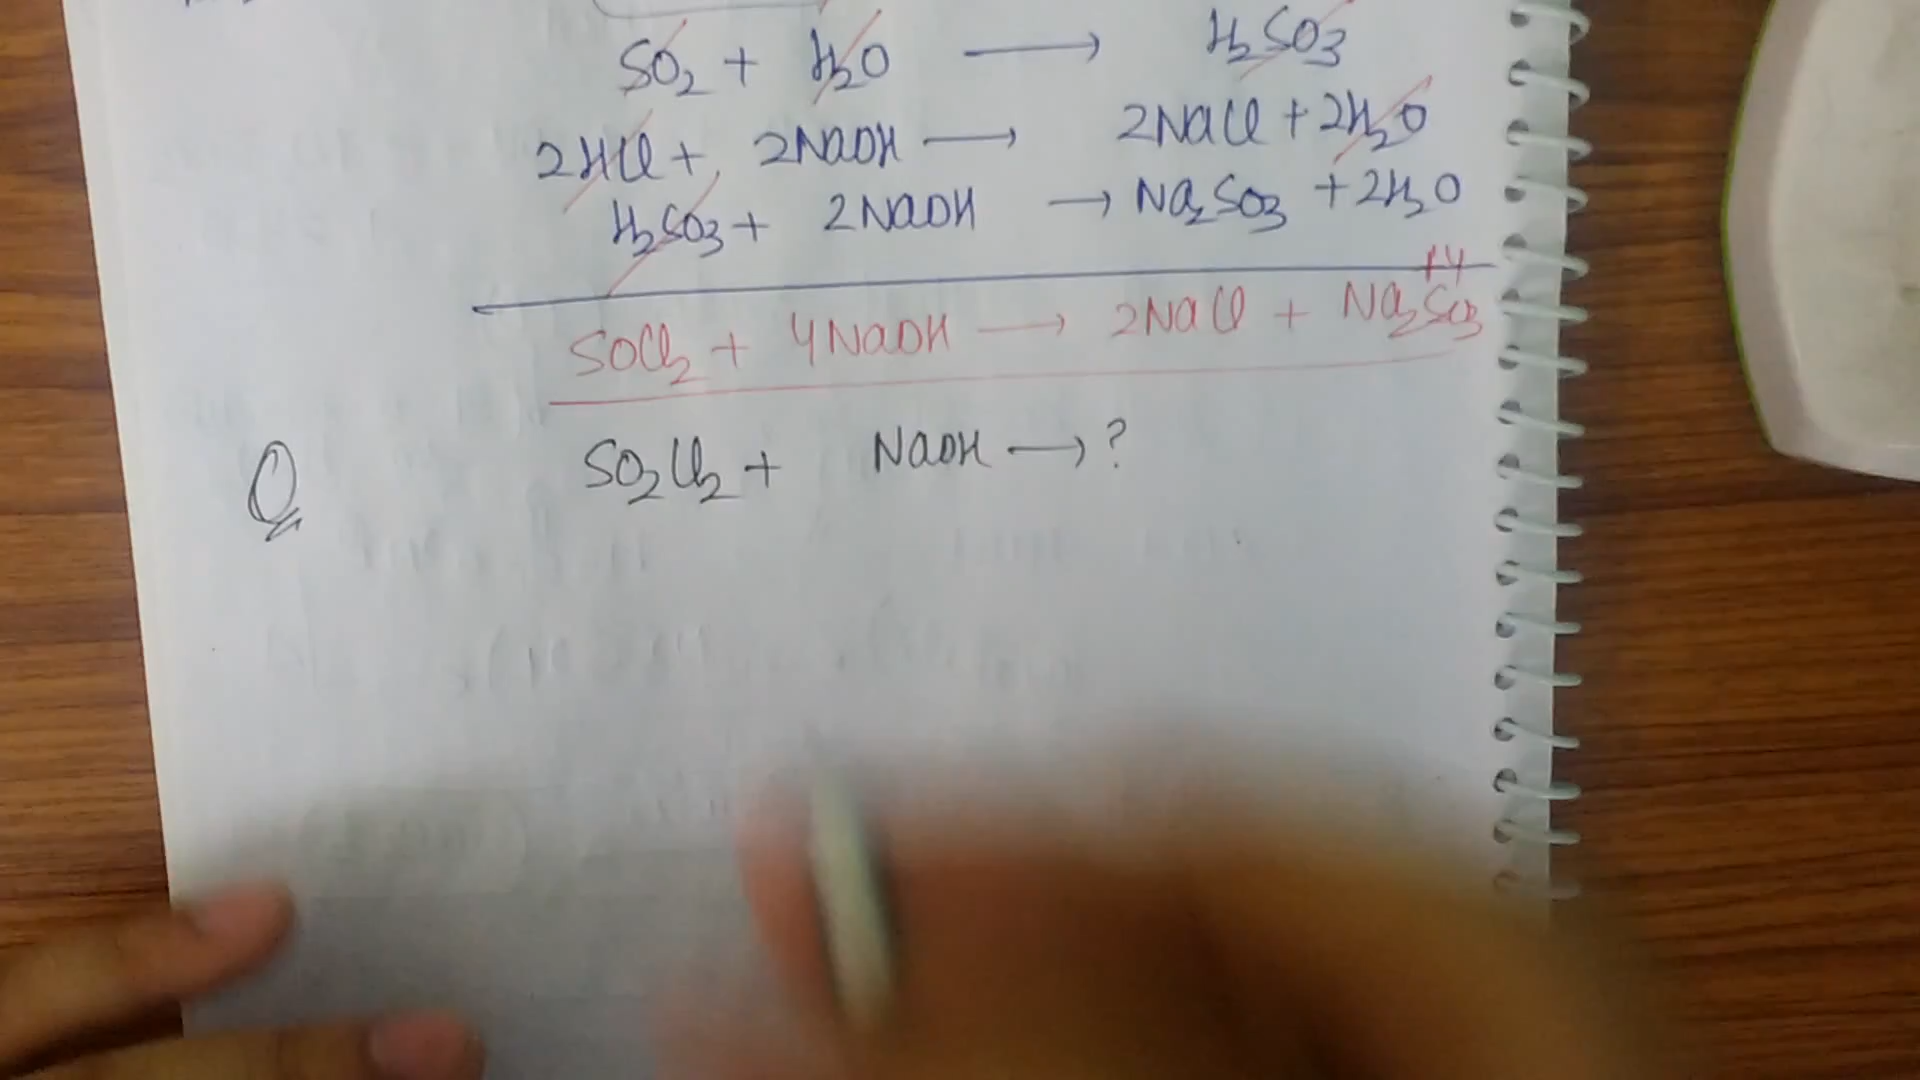 SO₂ + H₂O → H₂SO₃
2HCl + 2NaOH → 2NaCl + 2H₂O
H₂SO₃ + 2NaOH → Na₂SO₃ + 2H₂O
+4
SOCl₂ + 4NaOH → 2NaCl + Na₂SO₃
Q SO₂Cl₂ + NaOH → ?